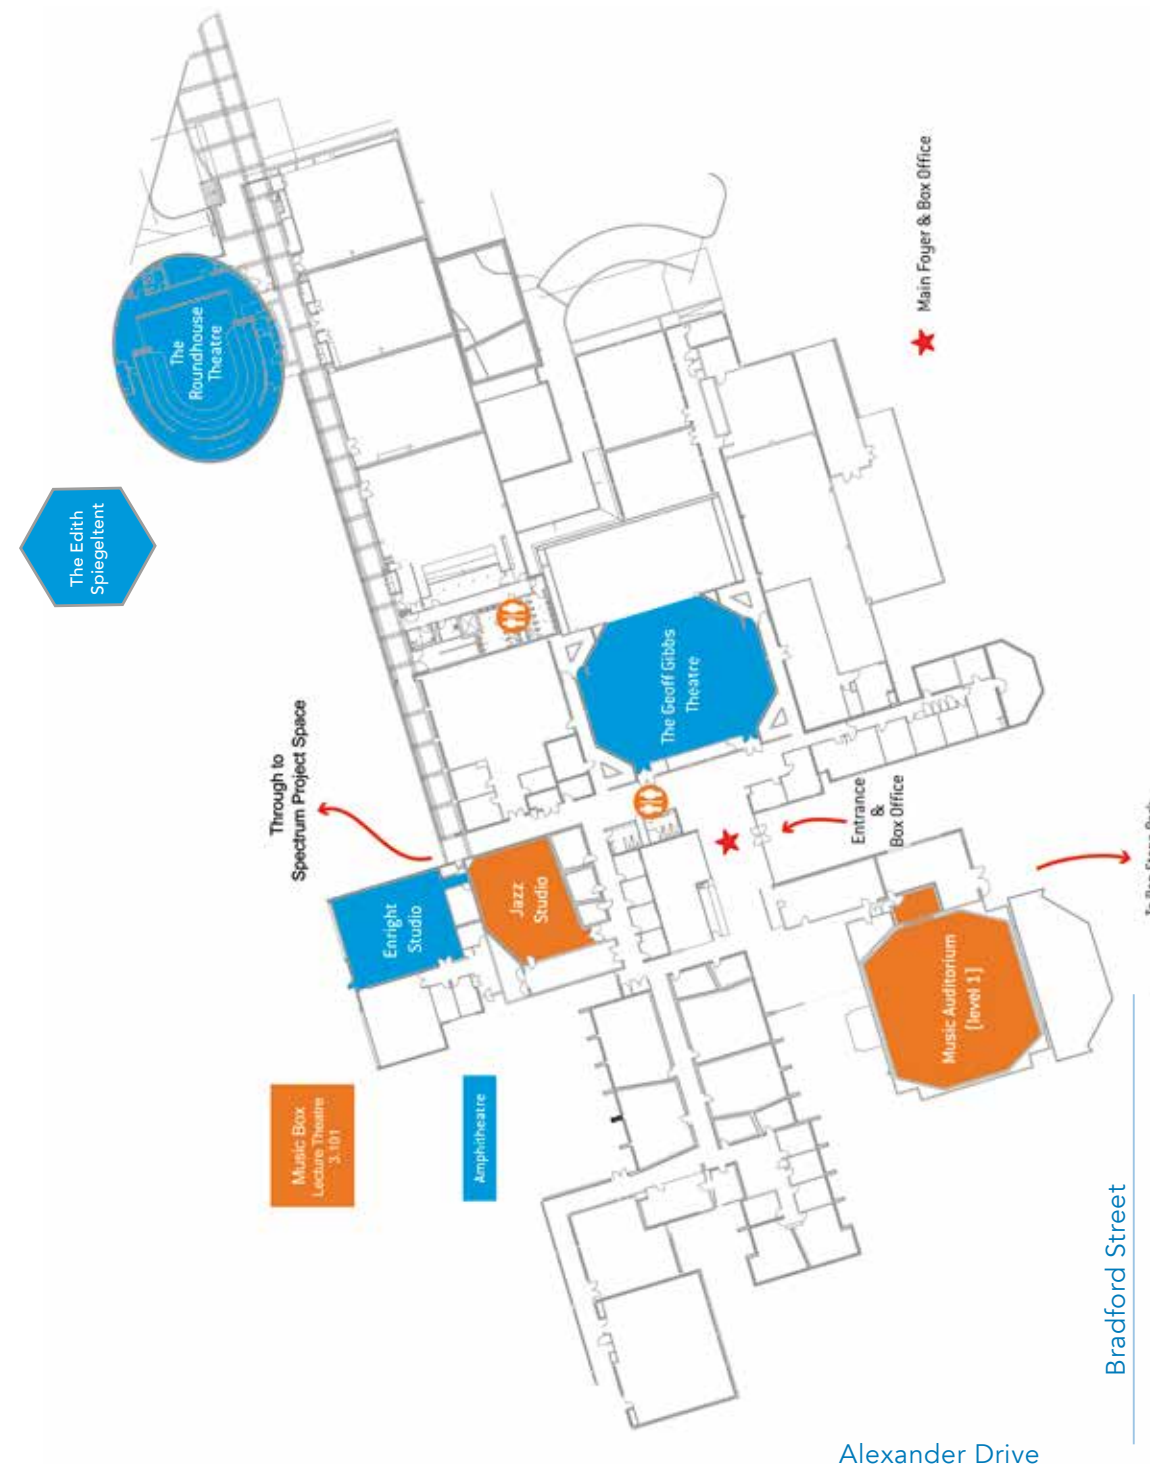 Main Foyer & Box Office
The
Roundhouse
Theatre
The Edith
Spiegeltent
The Geoff Gibbs
Theatre
Through to
Spectrum Project Space
Entrance
&
Box Office
Jazz
Studio
Enright
Studio
Music Auditorium
[level 1]
Music Box
Lecture Theatre
3.101
Amphitheatre
Bradford Street
Alexander Drive